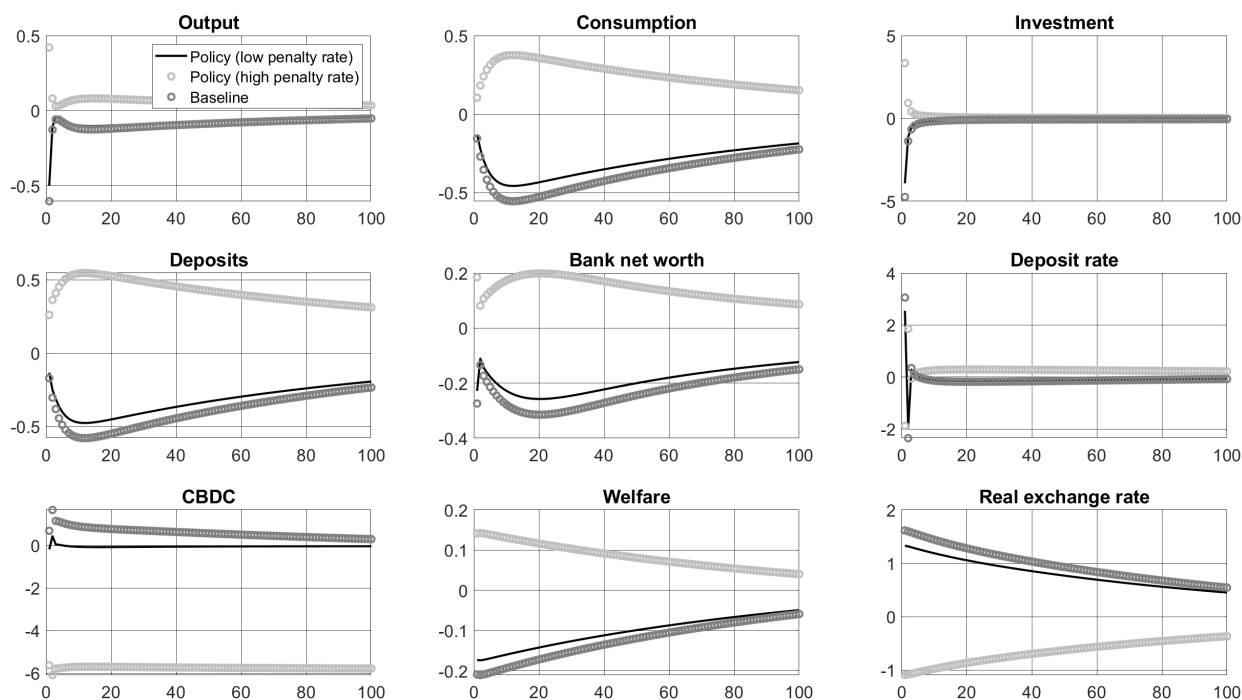 Output
0.5
0
-0.5
0 20 40 60 80 100
Policy (low penalty rate)
Policy (high penalty rate)
Baseline
Consumption
0.5
0
-0.5
0 20 40 60 80 100
Investment
5
0
-5
0 20 40 60 80 100
Deposits
0.5
0
-0.5
0 20 40 60 80 100
Bank net worth
0.2
0
-0.2
-0.4
0 20 40 60 80 100
Deposit rate
4
2
0
-2
0 20 40 60 80 100
CBDC
0
-2
-4
-6
0 20 40 60 80 100
Welfare
0.2
0.1
0
-0.1
-0.2
0 20 40 60 80 100
Real exchange rate
2
1
0
-1
0 20 40 60 80 100